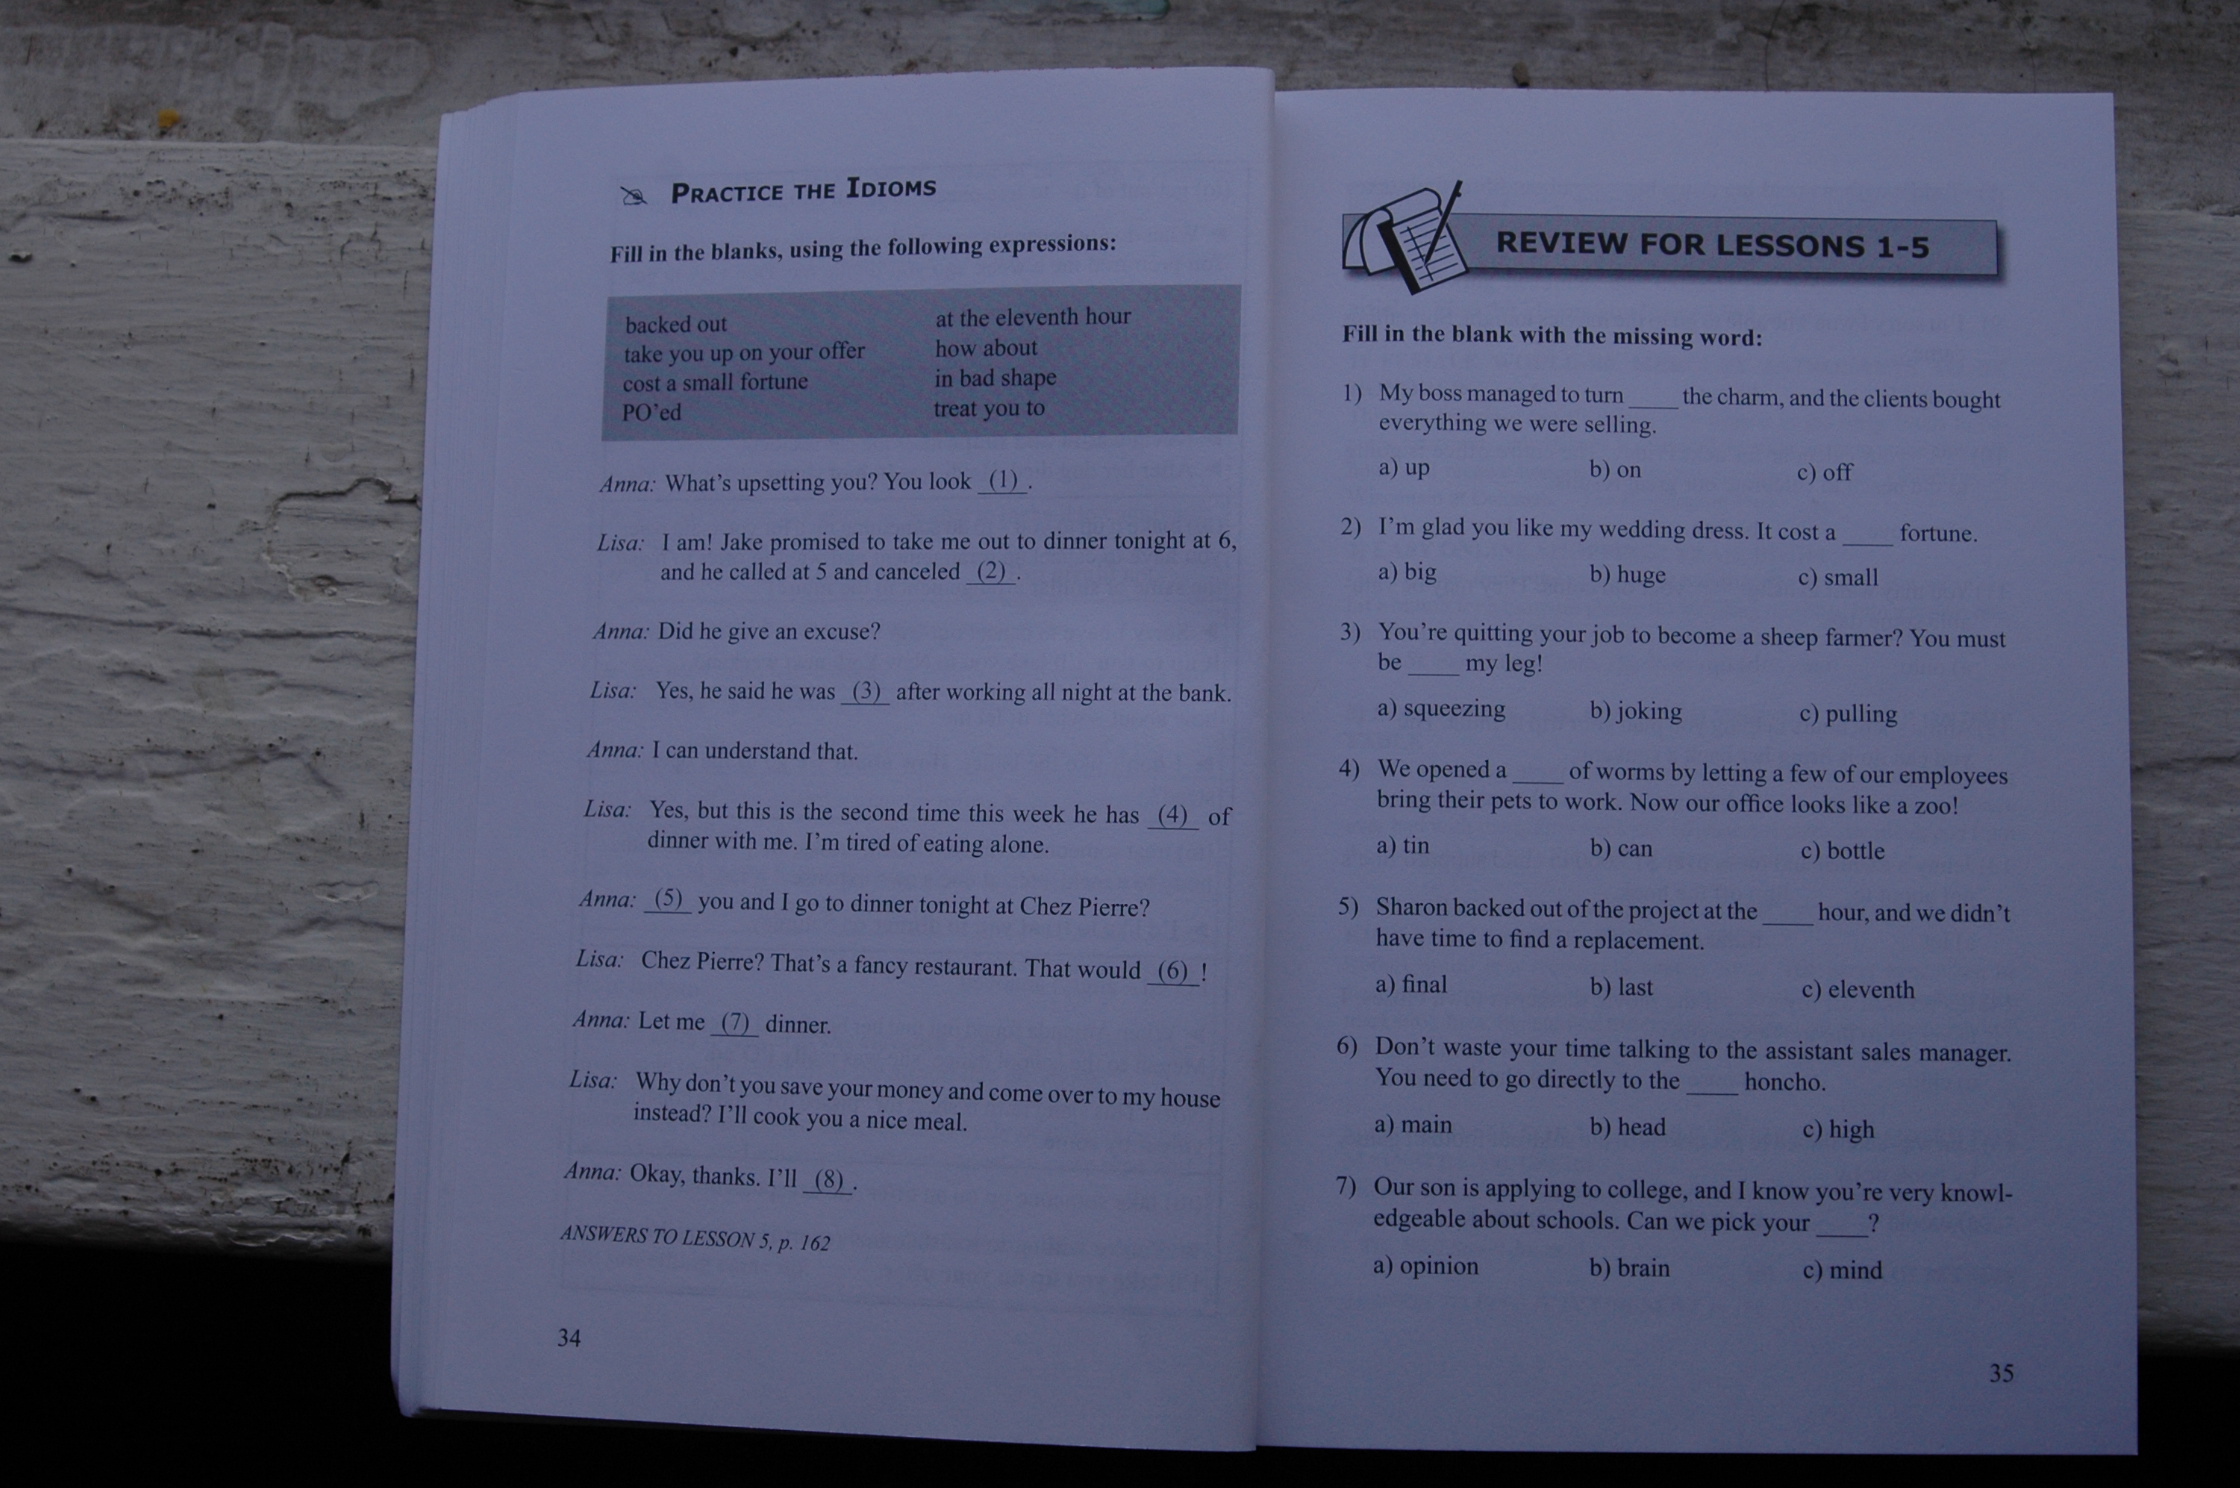 PRACTICE THE IDIOMS
Fill in the blanks, using the following expressions:
backed out
take you up on your offer
cost a small fortune
PO'ed
at the eleventh hour
how about
in bad shape
treat you to
Anna: What's upsetting you? You look (1).
Lisa: I am! Jake promised to take me out to dinner tonight at 6,
and he called at 5 and canceled (2).
Anna: Did he give an excuse?
Lisa: Yes, he said he was (3) after working all night at the bank.
Anna: I can understand that.
Lisa: Yes, but this is the second time this week he has (4) of
dinner with me. I'm tired of eating alone.
Anna: (5) you and I go to dinner tonight at Chez Pierre?
Lisa: Chez Pierre? That's a fancy restaurant. That would (6)!
Anna: Let me (7) dinner.
Lisa: Why don't you save your money and come over to my house
instead? I'll cook you a nice meal.
Anna: Okay, thanks. I'll (8).
ANSWERS TO LESSON 5, p. 162
34
REVIEW FOR LESSONS 1-5
Fill in the blank with the missing word:
1) My boss managed to turn ____ the charm, and the clients bought
everything we were selling.
a) up b) on c) off
2) I'm glad you like my wedding dress. It cost a ____ fortune.
a) big b) huge c) small
3) You're quitting your job to become a sheep farmer? You must
be ____ my leg!
a) squeezing b) joking c) pulling
4) We opened a ____ of worms by letting a few of our employees
bring their pets to work. Now our office looks like a zoo!
a) tin b) can c) bottle
5) Sharon backed out of the project at the ____ hour, and we didn't
have time to find a replacement.
a) final b) last c) eleventh
6) Don't waste your time talking to the assistant sales manager.
You need to go directly to the ____ honcho.
a) main b) head c) high
7) Our son is applying to college, and I know you're very knowl-
edgeable about schools. Can we pick your ____?
a) opinion b) brain c) mind
35